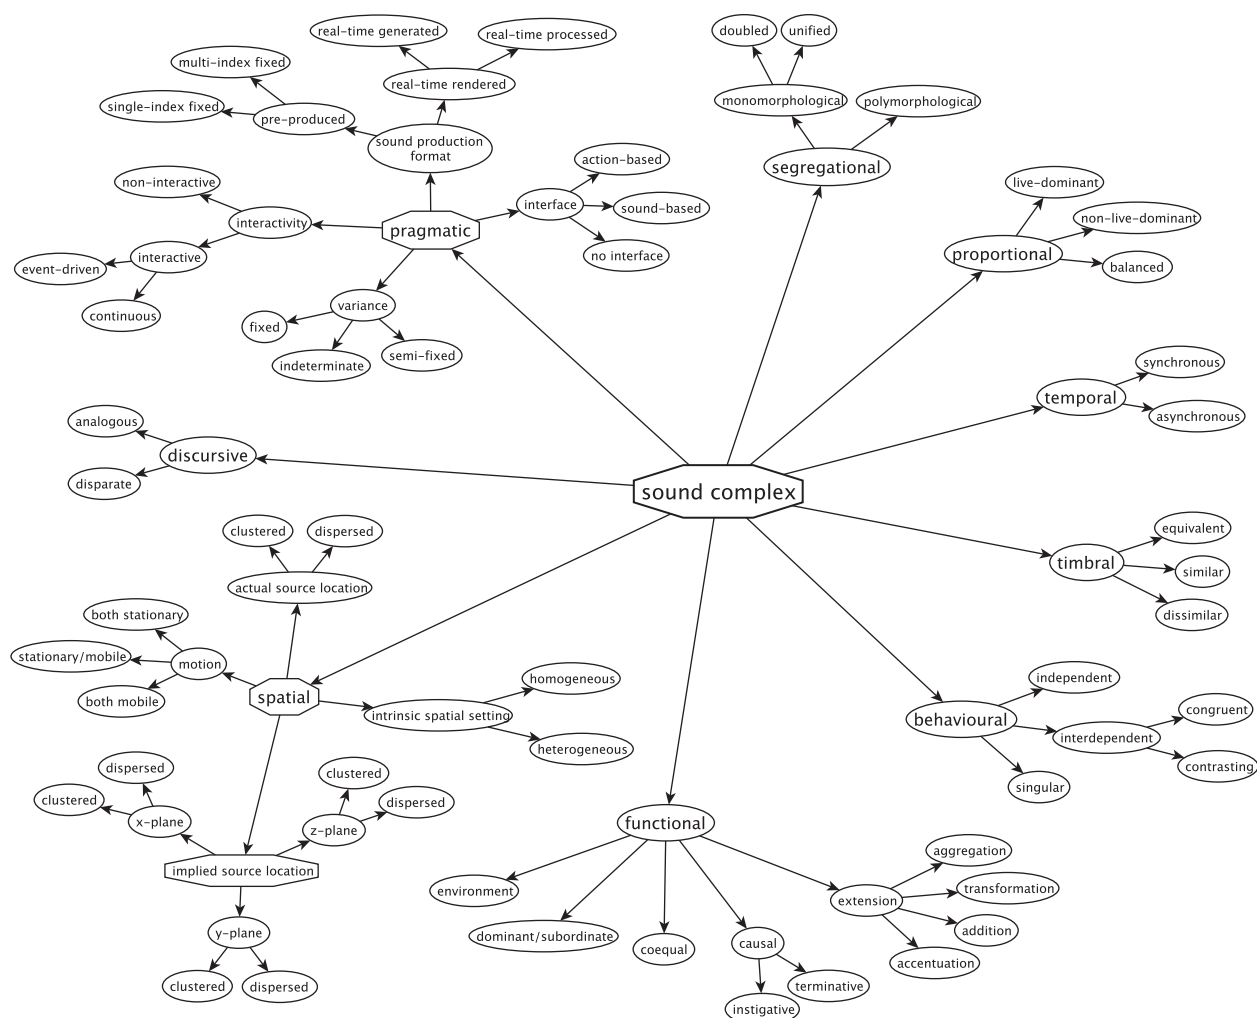 real-time generated
real-time processed
doubled
unified
multi-index fixed
real-time rendered
single-index fixed
pre-produced
monomorphological
polymorphological
sound production
format
action-based
segregational
non-interactive
interface
sound-based
live-dominant
interactivity
pragmatic
non-live-dominant
event-driven
interactive
no interface
proportional
balanced
continuous
variance
fixed
semi-fixed
indeterminate
synchronous
temporal
asynchronous
analogous
discursive
disparate
sound complex
clustered
dispersed
equivalent
timbral
similar
actual source location
dissimilar
both stationary
stationary/mobile
motion
both mobile
spatial
homogeneous
intrinsic spatial setting
heterogeneous
independent
behavioural
congruent
interdependent
contrasting
singular
dispersed
clustered
clustered
dispersed
x-plane
z-plane
functional
implied source location
aggregation
environment
extension
transformation
y-plane
dominant/subordinate
coequal
causal
addition
accentuation
clustered
dispersed
terminative
instigative